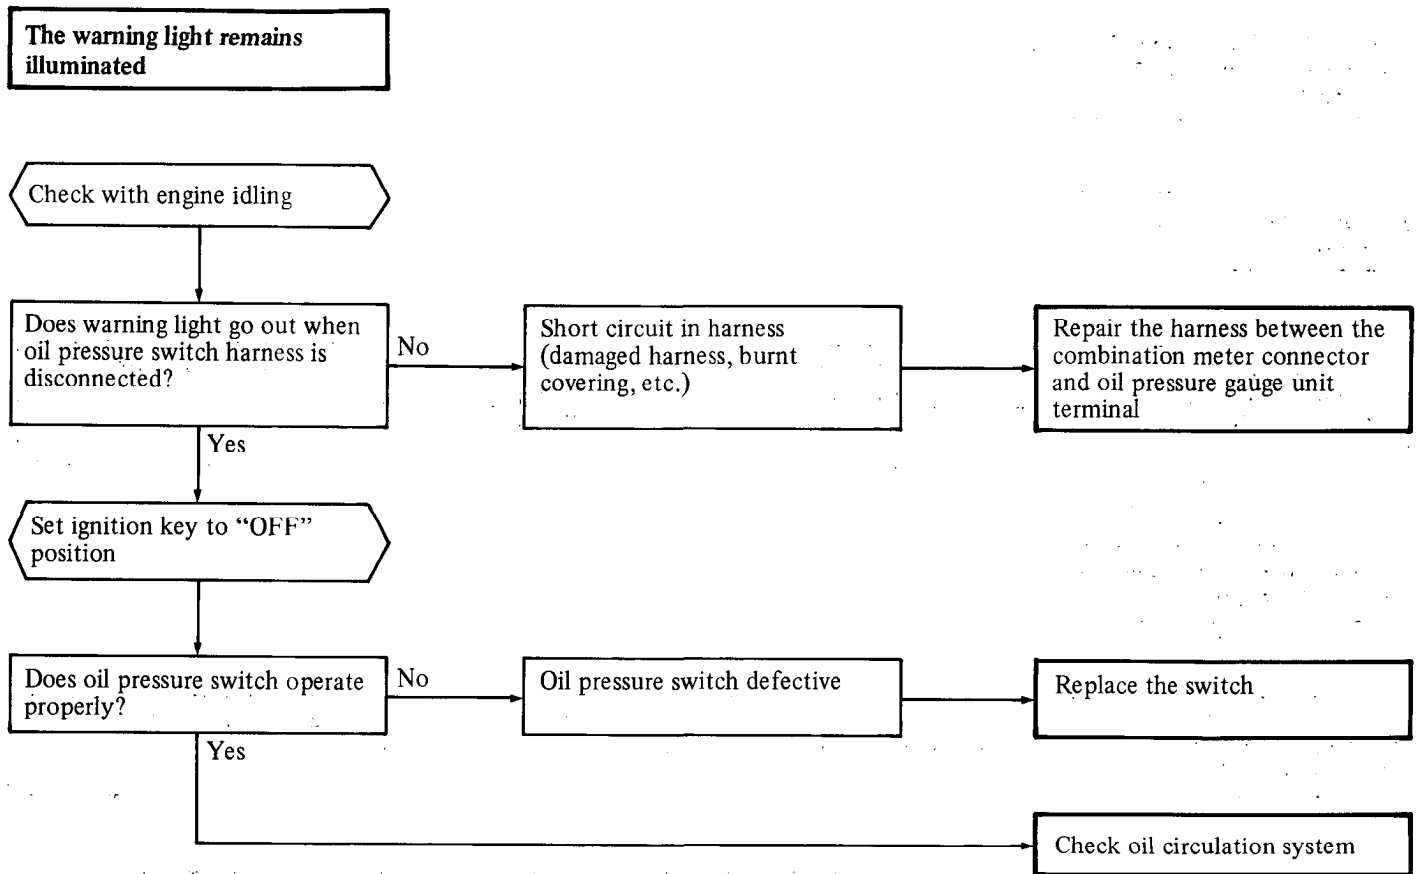 The warning light remains
illuminated
Check with engine idling
Does warning light go out when
oil pressure switch harness is
disconnected?
No
Short circuit in harness
(damaged harness, burnt
covering, etc.)
Repair the harness between the
combination meter connector
and oil pressure gauge unit
terminal
Yes
Set ignition key to “OFF”
position
Does oil pressure switch operate
properly?
No
Oil pressure switch defective
Replace the switch
Yes
Check oil circulation system